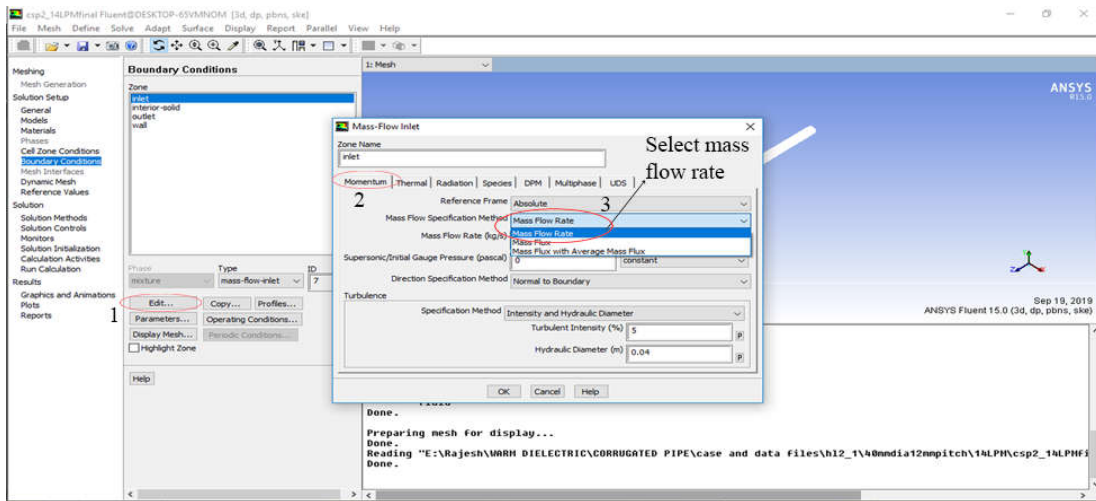 csp2_14LPMfinal Fluent@DESKTOP-65VMNOM [3d, dp, pbns, ske]
File Mesh Define Solve Adapt Surface Display Report Parallel View Help
Meshing
Mesh Generation
Solution Setup
General
Models
Materials
Phases
Cell Zone Conditions
Boundary Conditions
Mesh Interfaces
Dynamic Mesh
Reference Values
Solution
Solution Methods
Solution Controls
Monitors
Solution Initialization
Calculation Activities
Run Calculation
Results
Graphics and Animations
Plots
Reports
Boundary Conditions
Zone
inlet
interior-solid
outlet
wall
Phase Type ID
mixture mass-flow-inlet 7
1
Edit... Copy... Profiles...
Parameters... Operating Conditions...
Display Mesh... Periodic Conditions...
Highlight Zone
Help
1: Mesh
ANSYS
R15.0
Mass-Flow Inlet
Zone Name
inlet
Select mass
flow rate
Momentum Thermal Radiation Species DPM Multiphase UDS
2
3
Reference Frame Absolute
Mass Flow Specification Method Mass Flow Rate
Mass Flow Rate
Mass Flux
Mass Flux with Average Mass Flux
Mass Flow Rate (kg/s)
Supersonic/Initial Gauge Pressure (pascal) 0 constant
Direction Specification Method Normal to Boundary
Turbulence
Specification Method Intensity and Hydraulic Diameter
Turbulent Intensity (%) 5 P
Hydraulic Diameter (m) 0.04 P
OK Cancel Help
Sep 19, 2019
ANSYS Fluent 15.0 (3d, dp, pbns, ske)
Done.
Preparing mesh for display...
Done.
Reading "E:\Rajesh\WARM DIELECTRIC\CORRUGATED PIPE\case and data files\hl2_1\40mmdia12mmpitch\14LPM\csp2_14LPMfi
Done.